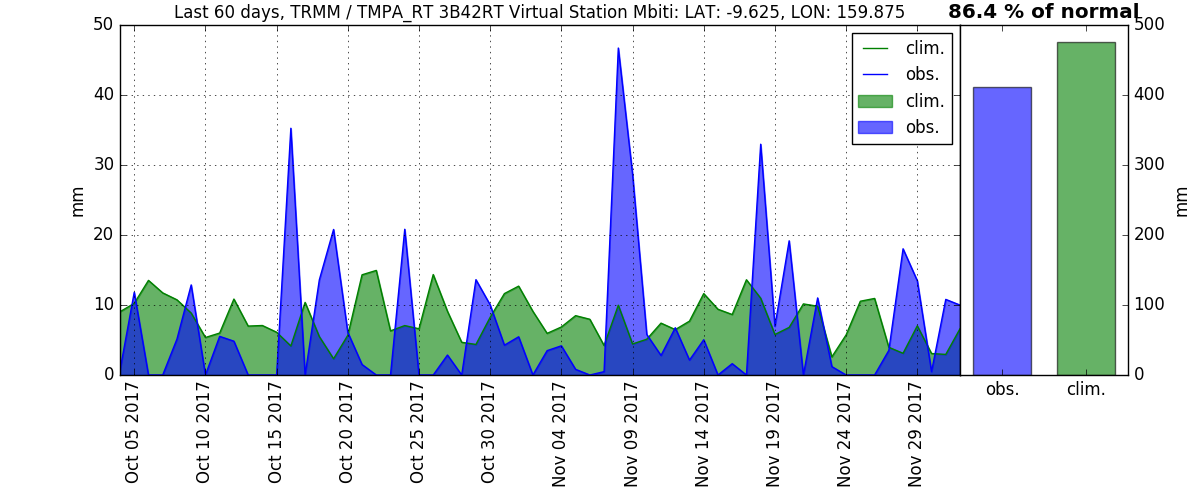 Last 60 days, TRMM / TMPA_RT 3B42RT Virtual Station Mbiti: LAT: -9.625, LON: 159.875
86.4 % of normal
50
40
30
20
10
0
mm
clim.
obs.
clim.
obs.
500
400
300
200
100
0
mm
Oct 05 2017
Oct 10 2017
Oct 15 2017
Oct 20 2017
Oct 25 2017
Oct 30 2017
Nov 04 2017
Nov 09 2017
Nov 14 2017
Nov 19 2017
Nov 24 2017
Nov 29 2017
obs.
clim.